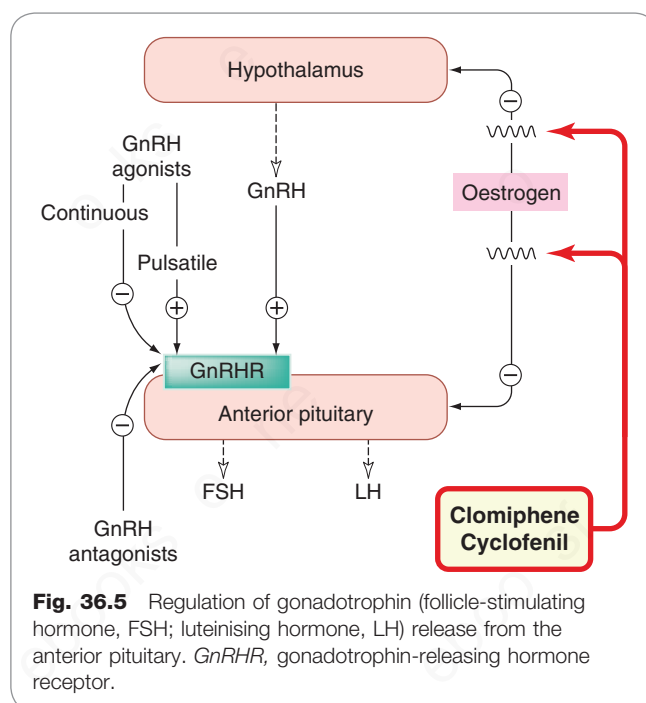 Hypothalamus
GnRH
agonists
Continuous
Pulsatile
GnRH
Oestrogen
GnRHR
Anterior pituitary
FSH
LH
GnRH
antagonists
Clomiphene
Cyclofenil
Fig. 36.5 Regulation of gonadotrophin (follicle-stimulating
hormone, FSH; luteinising hormone, LH) release from the
anterior pituitary. GnRHR, gonadotrophin-releasing hormone
receptor.